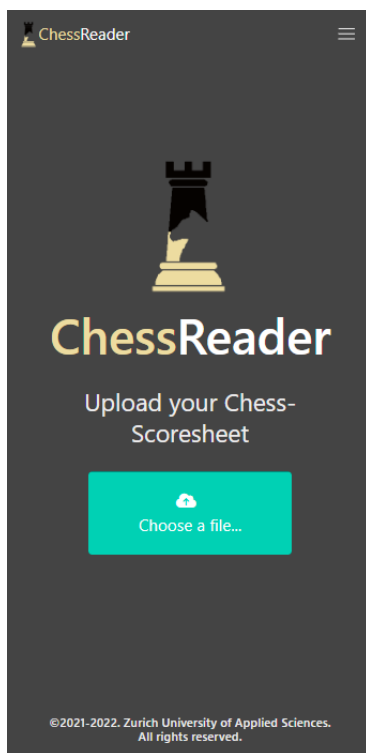 ChessReader
ChessReader
Upload your Chess-
Scoresheet
Choose a file...
©2021-2022. Zurich University of Applied Sciences.
All rights reserved.